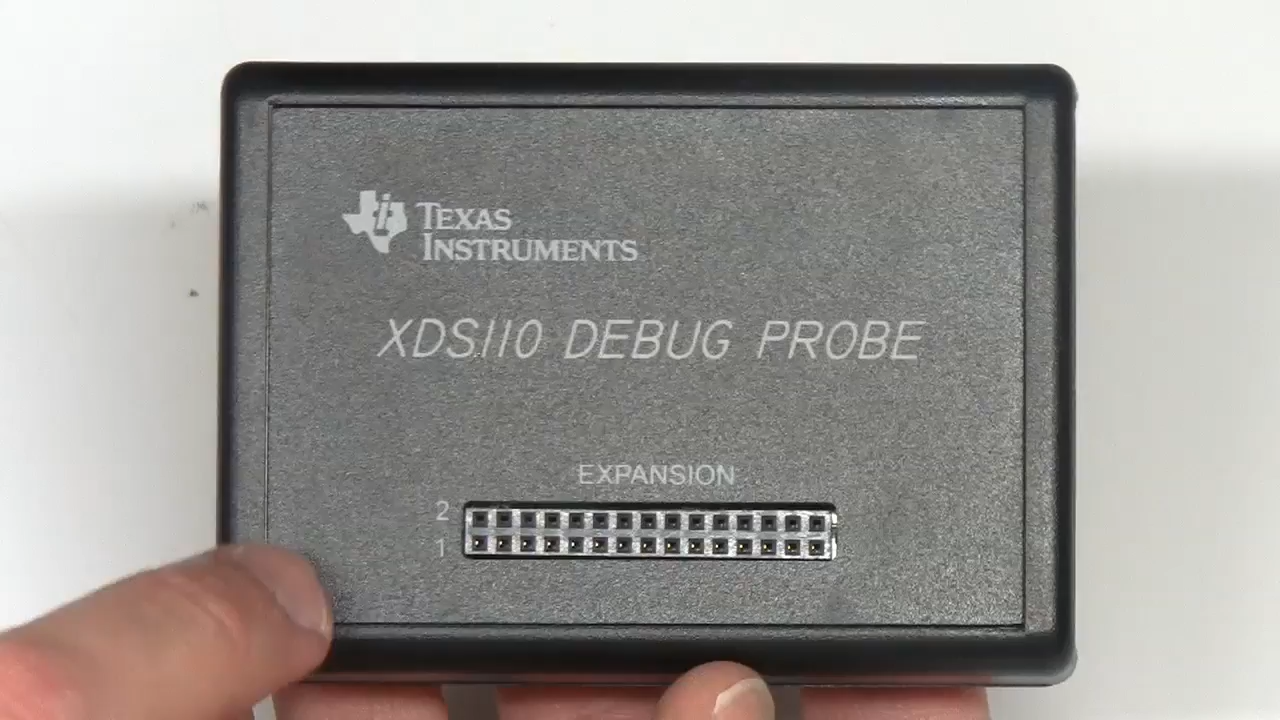 TEXAS
INSTRUMENTS
XDS110 DEBUG PROBE
EXPANSION
2
1